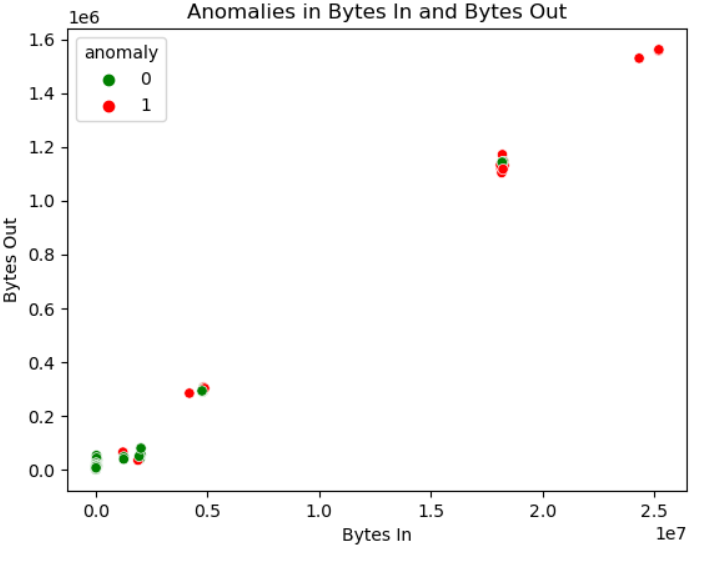 Anomalies in Bytes In and Bytes Out
1e6
1.6
1.4
1.2
1.0
0.8
0.6
0.4
0.2
0.0
Bytes Out
anomaly
0
1
0.0 0.5 1.0 1.5 2.0 2.5
1e7
Bytes In